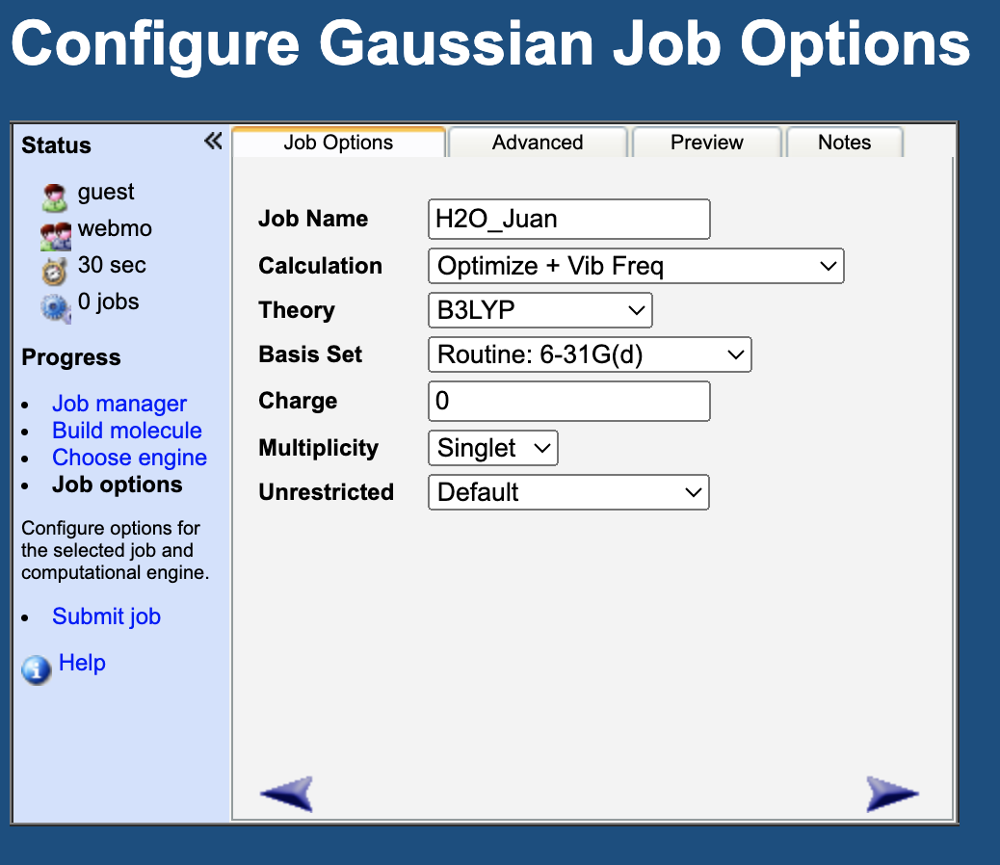 Configure Gaussian Job Options
Status
guest
webmo
30 sec
0 jobs
Progress
Job manager
Build molecule
Choose engine
Job options
Configure options for
the selected job and
computational engine.
Submit job
Help
Job Options
Advanced
Preview
Notes
Job Name H2O_Juan
Calculation Optimize + Vib Freq
Theory B3LYP
Basis Set Routine: 6-31G(d)
Charge 0
Multiplicity Singlet
Unrestricted Default